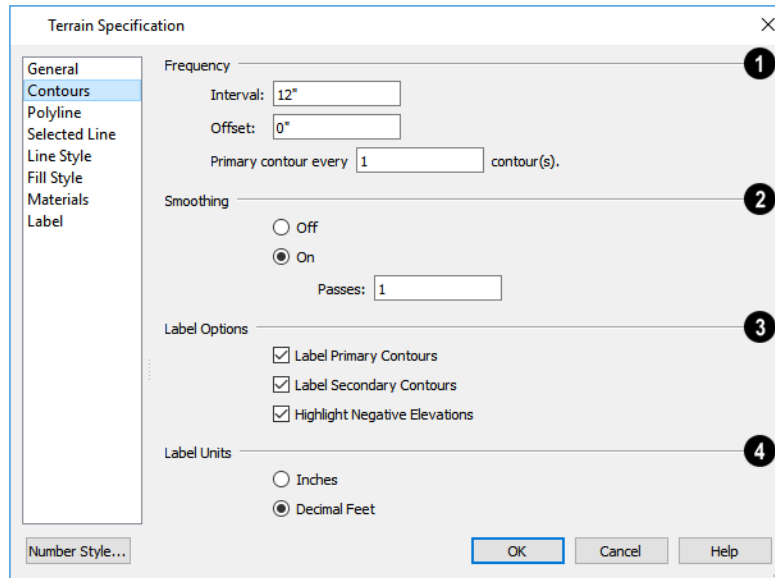 Terrain Specification
General
Contours
Polyline
Selected Line
Line Style
Fill Style
Materials
Label
Frequency 1
Interval: 12"
Offset: 0"
Primary contour every 1 contour(s).
Smoothing 2
Off
On
Passes: 1
Label Options 3
Label Primary Contours
Label Secondary Contours
Highlight Negative Elevations
Label Units 4
Inches
Decimal Feet
Number Style... OK Cancel Help